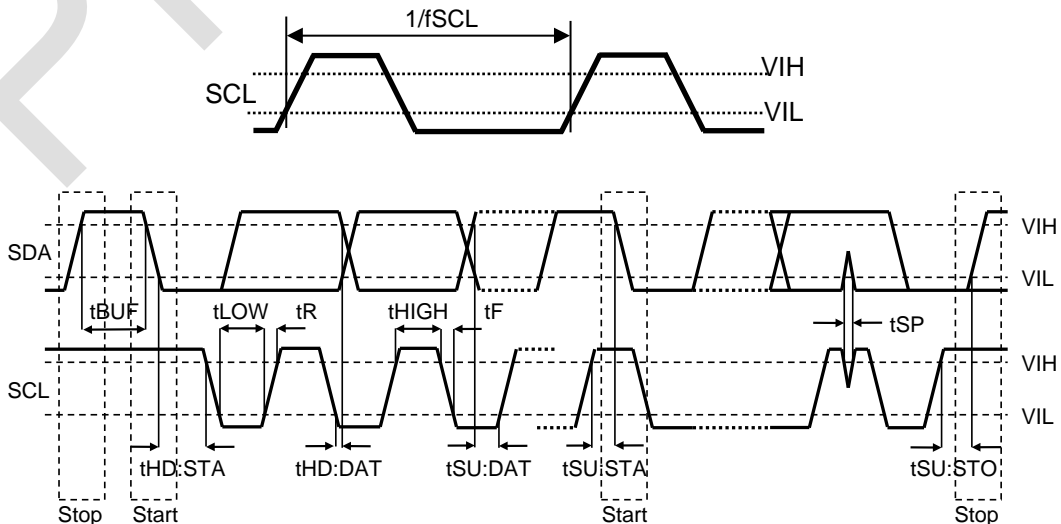 1/fSCL
VIH
SCL
VIL
VIH
SDA
VIL
tBUF tLOW tR tHIGH tF
tSP
VIH
SCL
VIL
tHD:STA tHD:DAT tSU:DAT tSU:STA tSU:STO
Stop Start Start Stop